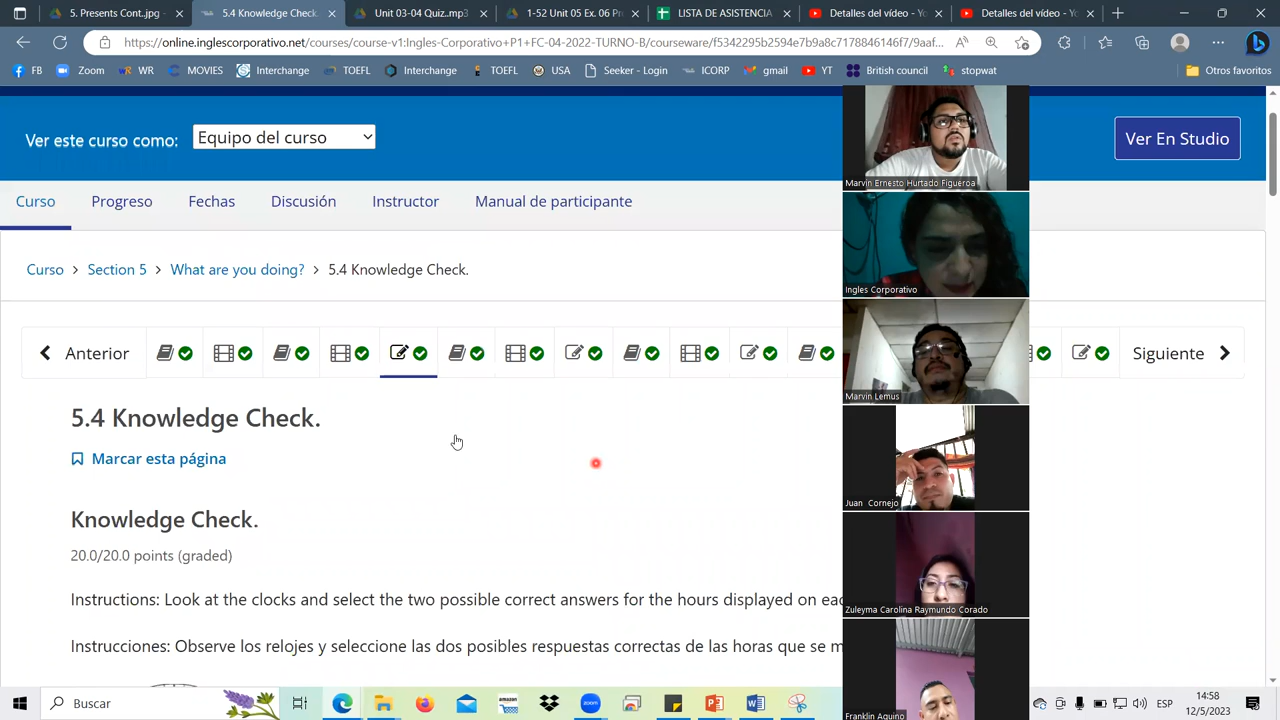 5. Presents Cont..jpg - 
5.4 Knowledge Check.
Unit 03-04 Quiz.mp3
1-52 Unit 05 Ex. 06 Pr
LISTA DE ASISTENCIA
Detalles del vídeo - Yo
Detalles del vídeo - Yo
https://online.inglescorporativo.net/courses/course-v1:Ingles-Corporativo+P1+FC-04-2022-TURNO-B/courseware/f5342295b2594e7b9a8c7178846146f7/9aaf...
FB
Zoom
WR
MOVIES
Interchange
TOEFL
Interchange
TOEFL
USA
Seeker - Login
ICORP
gmail
YT
British council
stopwat
Otros favoritos
Ver este curso como:
Equipo del curso
Ver En Studio
Curso
Progreso
Fechas
Discusión
Instructor
Manual de participante
Curso > Section 5 > What are you doing? > 5.4 Knowledge Check.
Anterior
Siguiente
5.4 Knowledge Check.
Marcar esta página
Knowledge Check.
20.0/20.0 points (graded)
Instructions: Look at the clocks and select the two possible correct answers for the hours displayed on eac
Instrucciones: Observe los relojes y seleccione las dos posibles respuestas correctas de las horas que se m
Marvin Ernesto Hurtado Figueroa
Ingles Corporativo
Marvin Lemus
Juan Cornejo
Zuleyma Carolina Raymundo Corado
Franklin Aquino
Buscar
ESP
14:58
12/5/2023